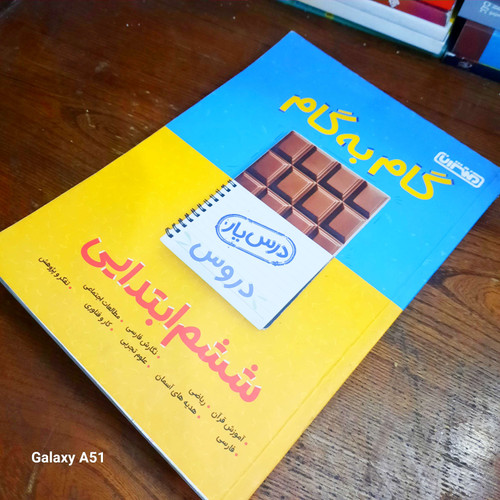 گام به گام
درس یار
دروس
ششم ابتدایی
فارسی • آموزش قرآن • ریاضی
هدیه های آسمان • علوم تجربی • نگارش فارسی
کار و فناوری • مطالعات اجتماعی • تفکر و پژوهش
Galaxy A51